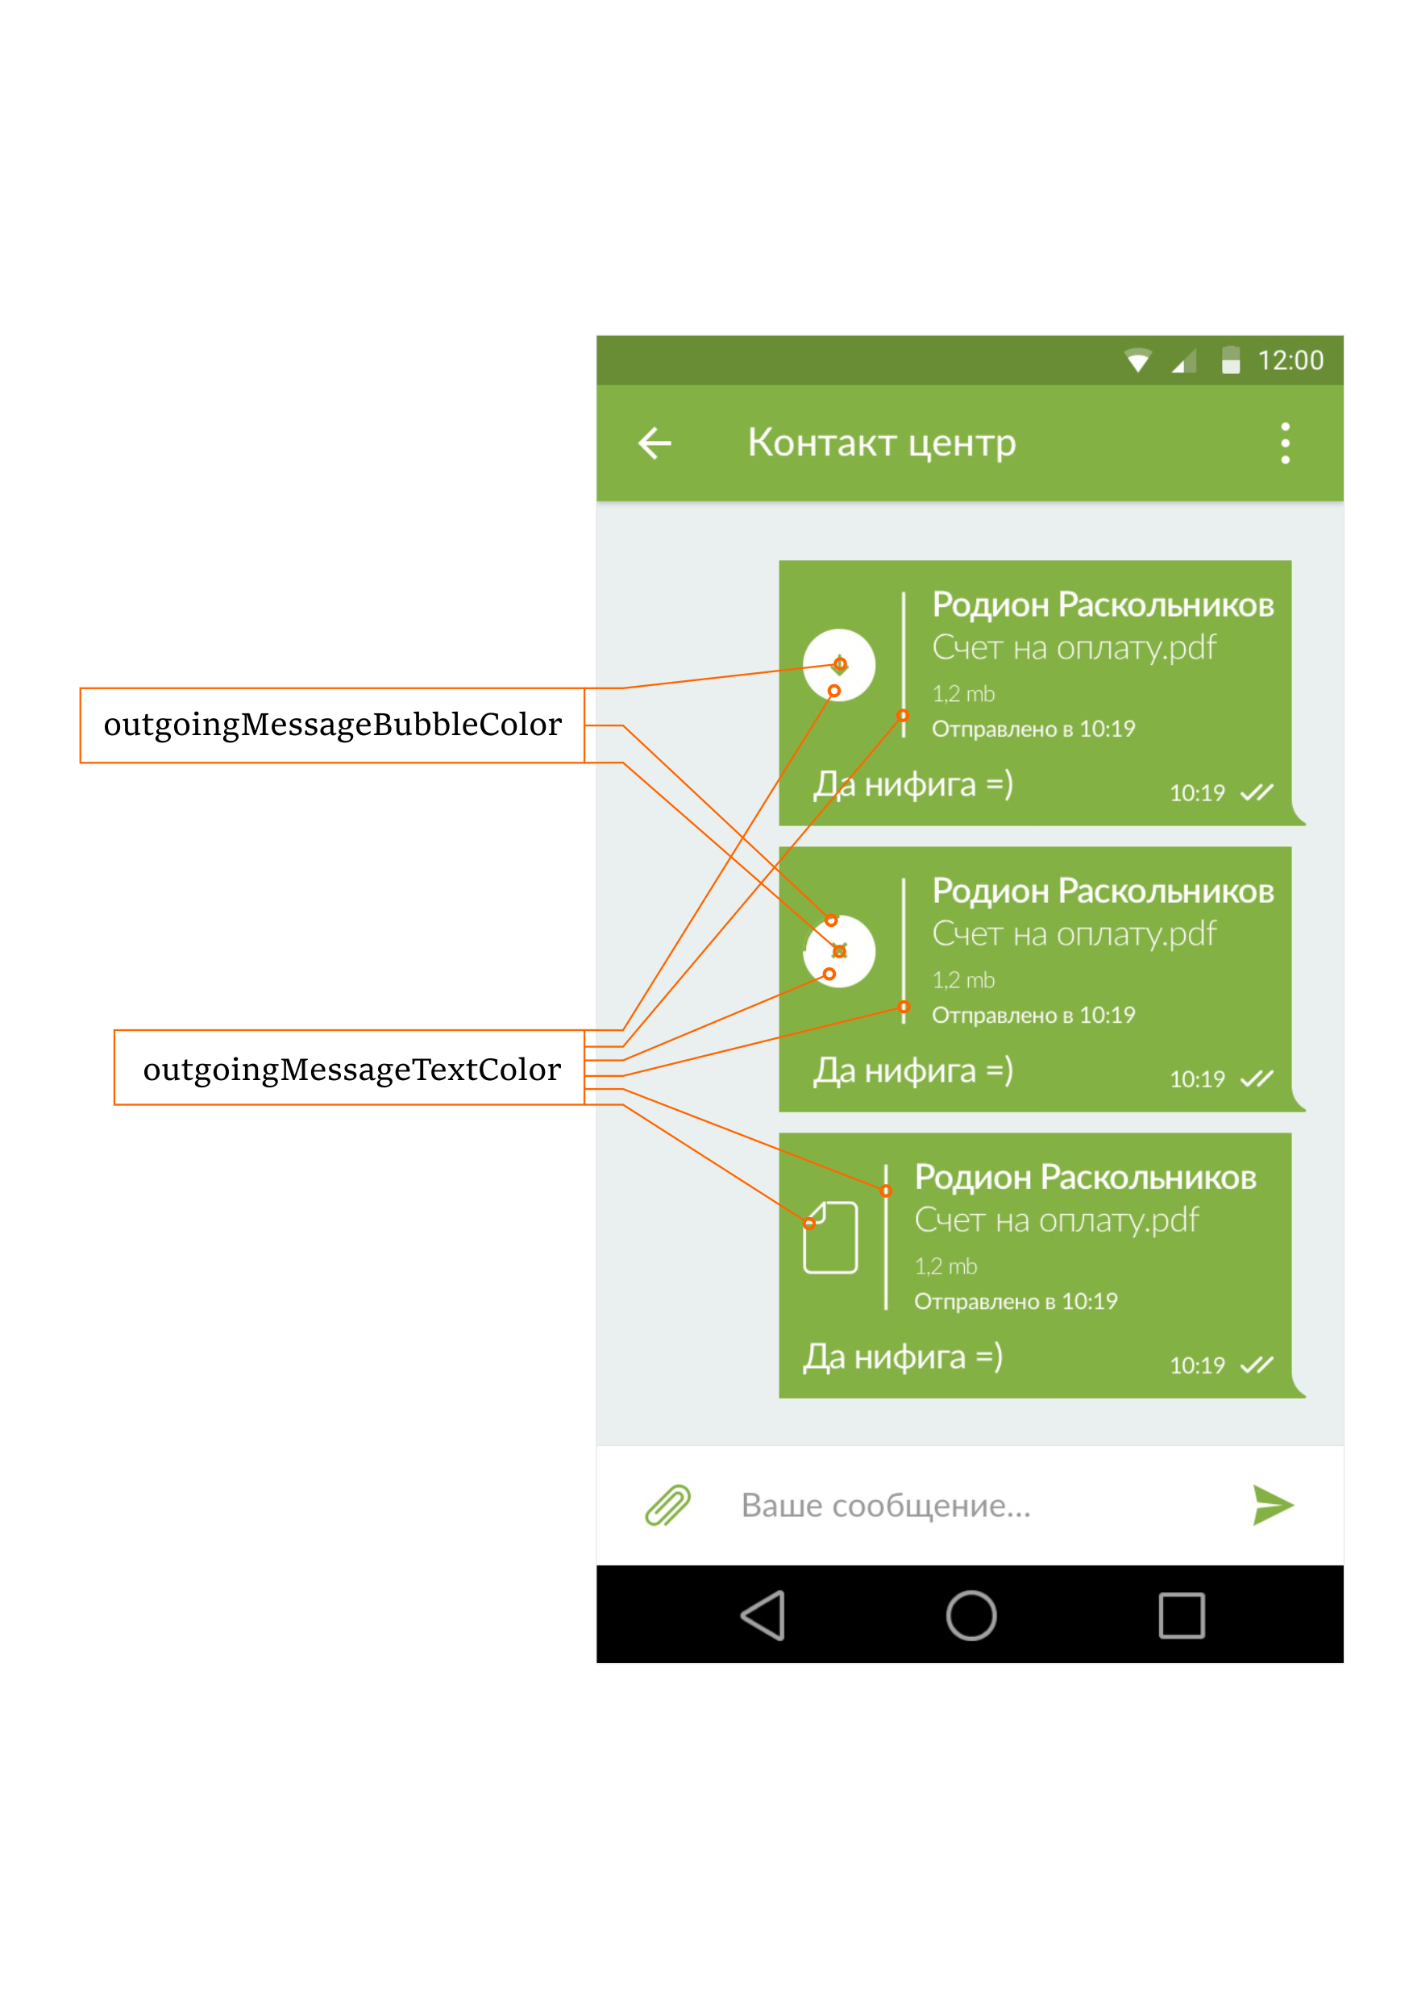 12:00
Контакт центр
Родион Раскольников
Счет на оплату.pdf
1,2 mb
Отправлено в 10:19
Да нифига =)
10:19
outgoingMessageBubbleColor
Родион Раскольников
Счет на оплату.pdf
1,2 mb
Отправлено в 10:19
Да нифига =)
10:19
outgoingMessageTextColor
Родион Раскольников
Счет на оплату.pdf
1,2 mb
Отправлено в 10:19
Да нифига =)
10:19
Ваше сообщение...